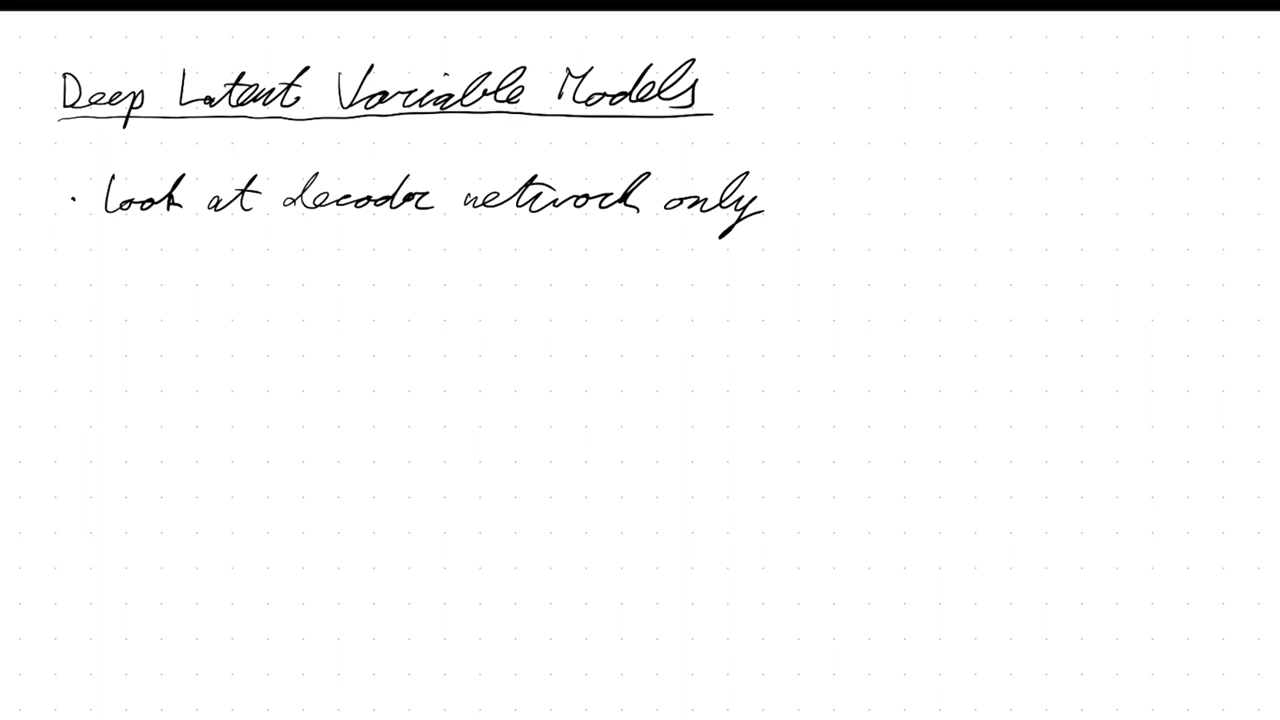 Deep Latent Variable Models
· look at decoder network only